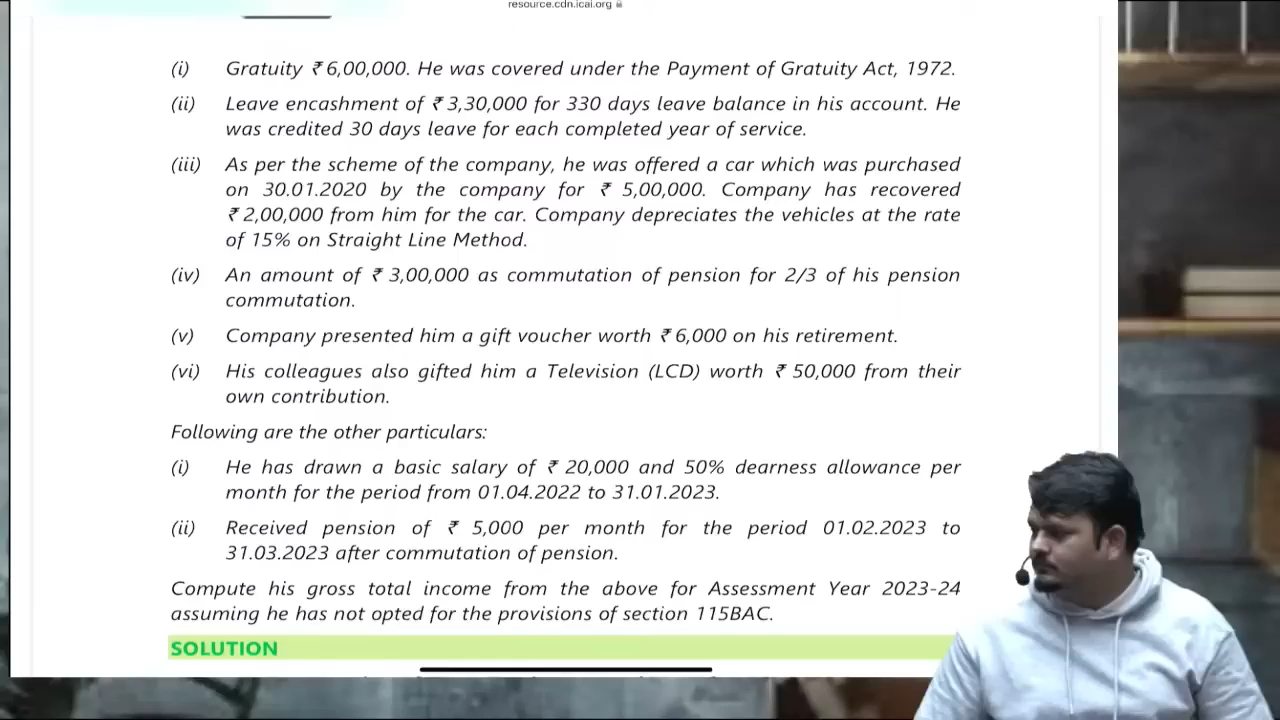 resource.cdn.icai.org
(i) Gratuity ₹ 6,00,000. He was covered under the Payment of Gratuity Act, 1972.
(ii) Leave encashment of ₹ 3,30,000 for 330 days leave balance in his account. He
was credited 30 days leave for each completed year of service.
(iii) As per the scheme of the company, he was offered a car which was purchased
on 30.01.2020 by the company for ₹ 5,00,000. Company has recovered
₹ 2,00,000 from him for the car. Company depreciates the vehicles at the rate
of 15% on Straight Line Method.
(iv) An amount of ₹ 3,00,000 as commutation of pension for 2/3 of his pension
commutation.
(v) Company presented him a gift voucher worth ₹ 6,000 on his retirement.
(vi) His colleagues also gifted him a Television (LCD) worth ₹ 50,000 from their
own contribution.
Following are the other particulars:
(i) He has drawn a basic salary of ₹ 20,000 and 50% dearness allowance per
month for the period from 01.04.2022 to 31.01.2023.
(ii) Received pension of ₹ 5,000 per month for the period 01.02.2023 to
31.03.2023 after commutation of pension.
Compute his gross total income from the above for Assessment Year 2023-24
assuming he has not opted for the provisions of section 115BAC.
SOLUTION